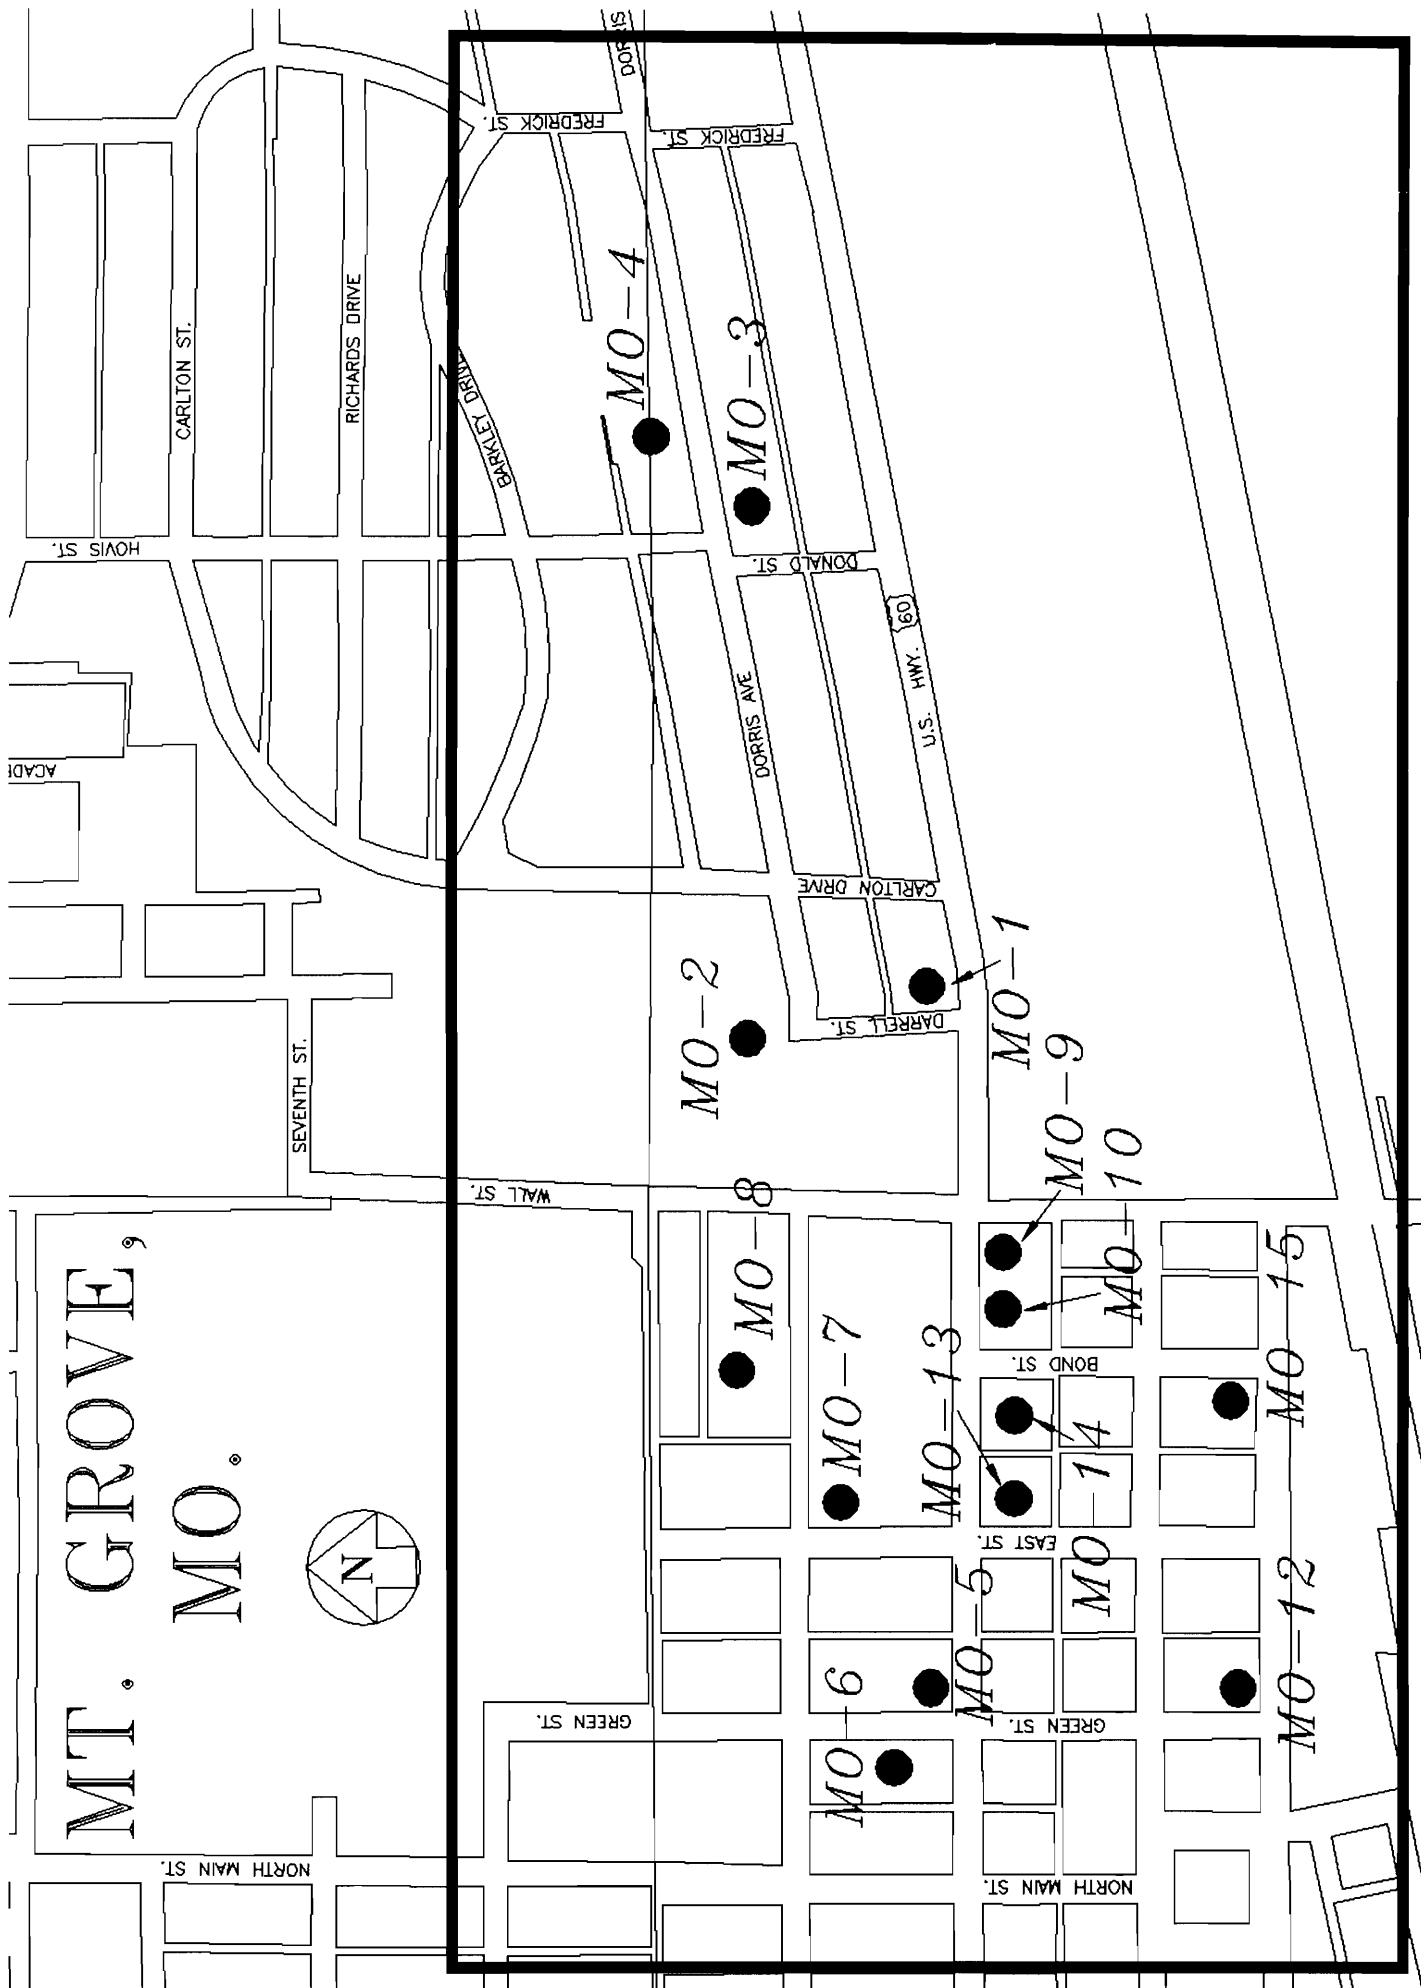 MT. GROVE,
MO.
N
HOVIS ST.
CARLTON ST.
RICHARDS DRIVE
BARKLEY DRIVE
FREDRICK ST.
FREDRICK ST.
DORRIS
MO-4
MO-3
DONALD ST.
U.S. HWY. 60
DORRIS AVE
CARLTON DRIVE
DARRELL ST.
MO-1
MO-2
SEVENTH ST.
WALL ST.
MO-9
MO-10
MO-8
MO-7
MO-13
MO-14
MO-15
BOND ST.
EAST ST.
MO-5
MO-6
MO-12
GREEN ST.
GREEN ST.
NORTH MAIN ST.
NORTH MAIN ST.